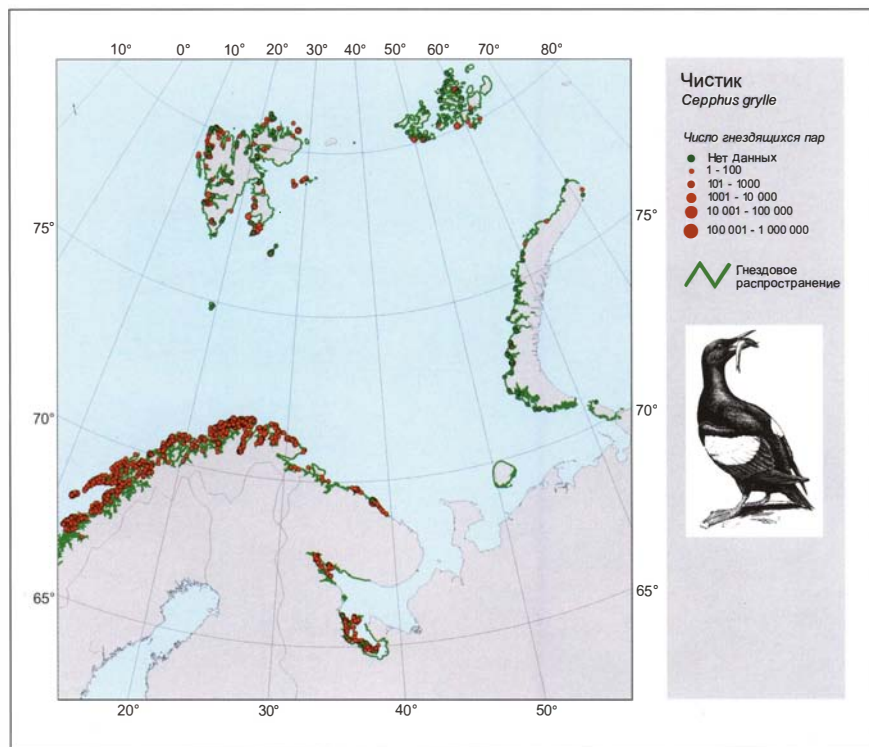 10° 0° 10° 20° 30° 40° 50° 60° 70° 80°
75°
70°
65°
75°
70°
65°
20° 30° 40° 50°
Чистик
Cepphus grylle
Число гнездящихся пар
Нет данных
1 - 100
101 - 1000
1001 - 10 000
10 001 - 100 000
100 001 - 1 000 000
Гнездовое
распространение